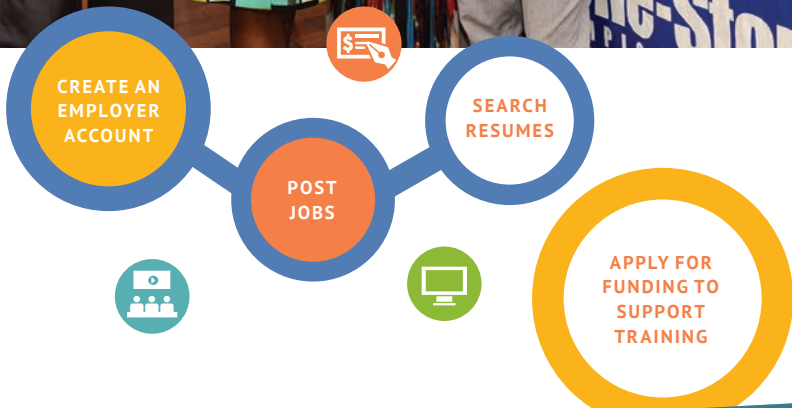 CREATE AN
EMPLOYER
ACCOUNT
$
SEARCH
RESUMES
POST
JOBS
APPLY FOR
FUNDING TO
SUPPORT
TRAINING